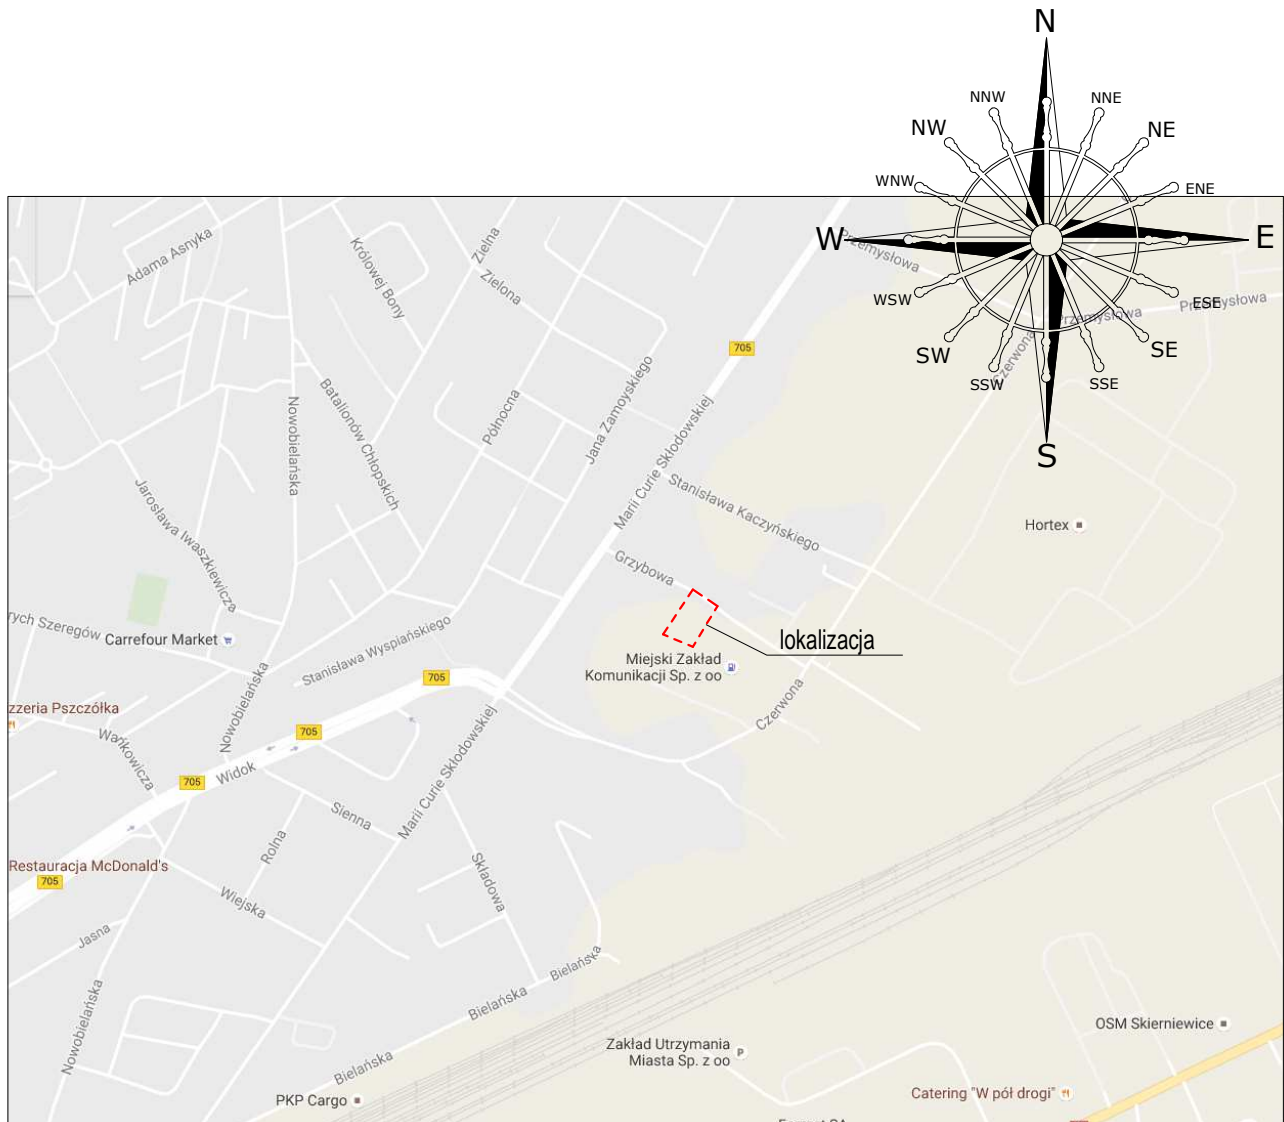 N
NNW
NNE
NW
NE
WNW
ENE
W
E
WSW
ESE
SW
SE
SSW
SSE
S
Adama Asnyka
Królowej Bony
Zielna
Zielona
Przemysłowa
Przemysłowa
Przemysłowa
705
Czerwona
Batalionów Chłopskich
Nowobielańska
Północna
Jana Zamoyskiego
Marii Curie Skłodowskiej
Stanisława Kaczyńskiego
Hortex
Jarosława Iwaszkiewicza
Grzybowa
rych Szeregów
Carrefour Market
Stanisława Wyspiańskiego
lokalizacja
Miejski Zakład
Komunikacji Sp. z oo
705
Nowobielańska
zzeria Pszczółka
Czerwona
705
Wańkowicza
Widok
705
Marii Curie Skłodowskiej
Sienna
Rolna
Restauracja McDonald's
705
Składowa
Wiejska
Jasna
Bielańska
Nowobielańska
Bielańska
OSM Skierniewice
Zakład Utrzymania
Miasta Sp. z oo
P
Bielańska
Catering "W pół drogi"
PKP Cargo